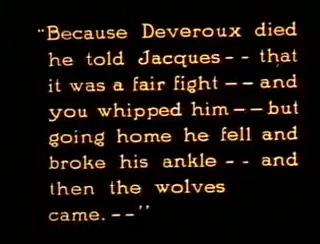 "Because Deveroux died
he told Jacques -- that
it was a fair fight -- and
you whipped him -- but
going home he fell and
broke his ankle -- and
then the wolves
came. --"